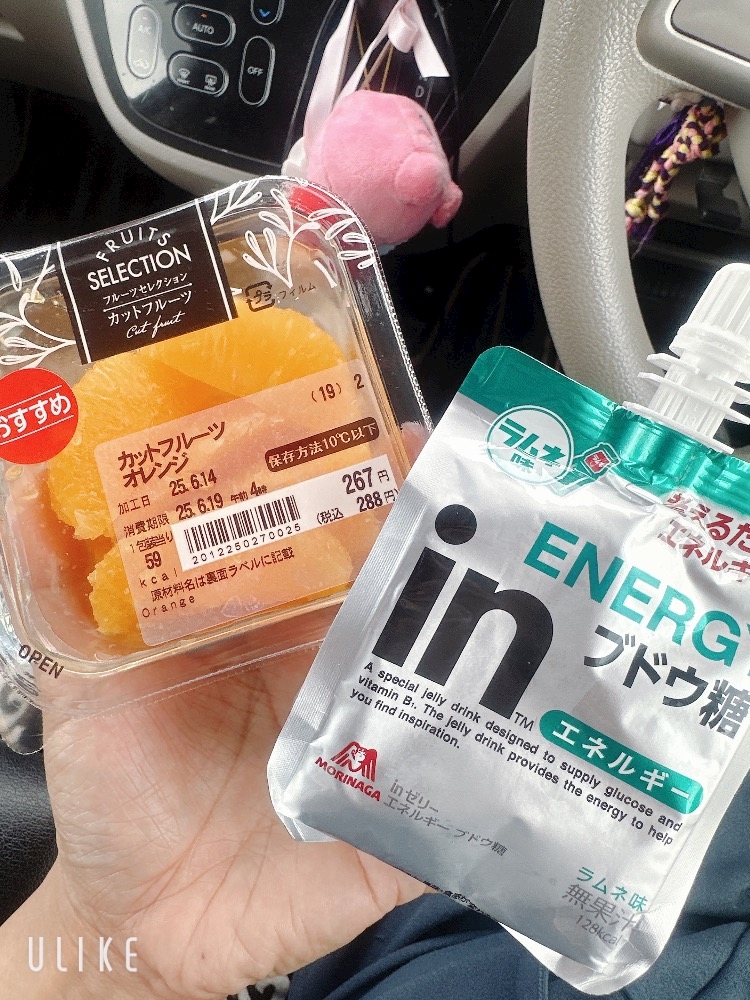 AUTO
A/C
OFF
D
FRUITS
SELECTION
フルーツセレクション
カットフルーツ
Cut fruit
プラ フィルム
おすすめ
(19) 2
カットフルーツ
オレンジ
保存方法10℃以下
加工日 25.6.14
消費期限 25.6.19 午前4時
1包装当り
59
kcal
267円
(税込 288円)
2012250270025
原材料名は裏面ラベルに記載
Orange
OPEN
ラムネ
味
エネルギ
ENERGY
in
TM
ブドウ糖
エネルギー
A special jelly drink designed to supply glucose and
vitamin B₁. The jelly drink provides the energy to help
you find inspiration.
MORINAGA
inゼリー
エネルギー ブドウ糖
ラムネ味
無果汁
128kcal
ULIKE